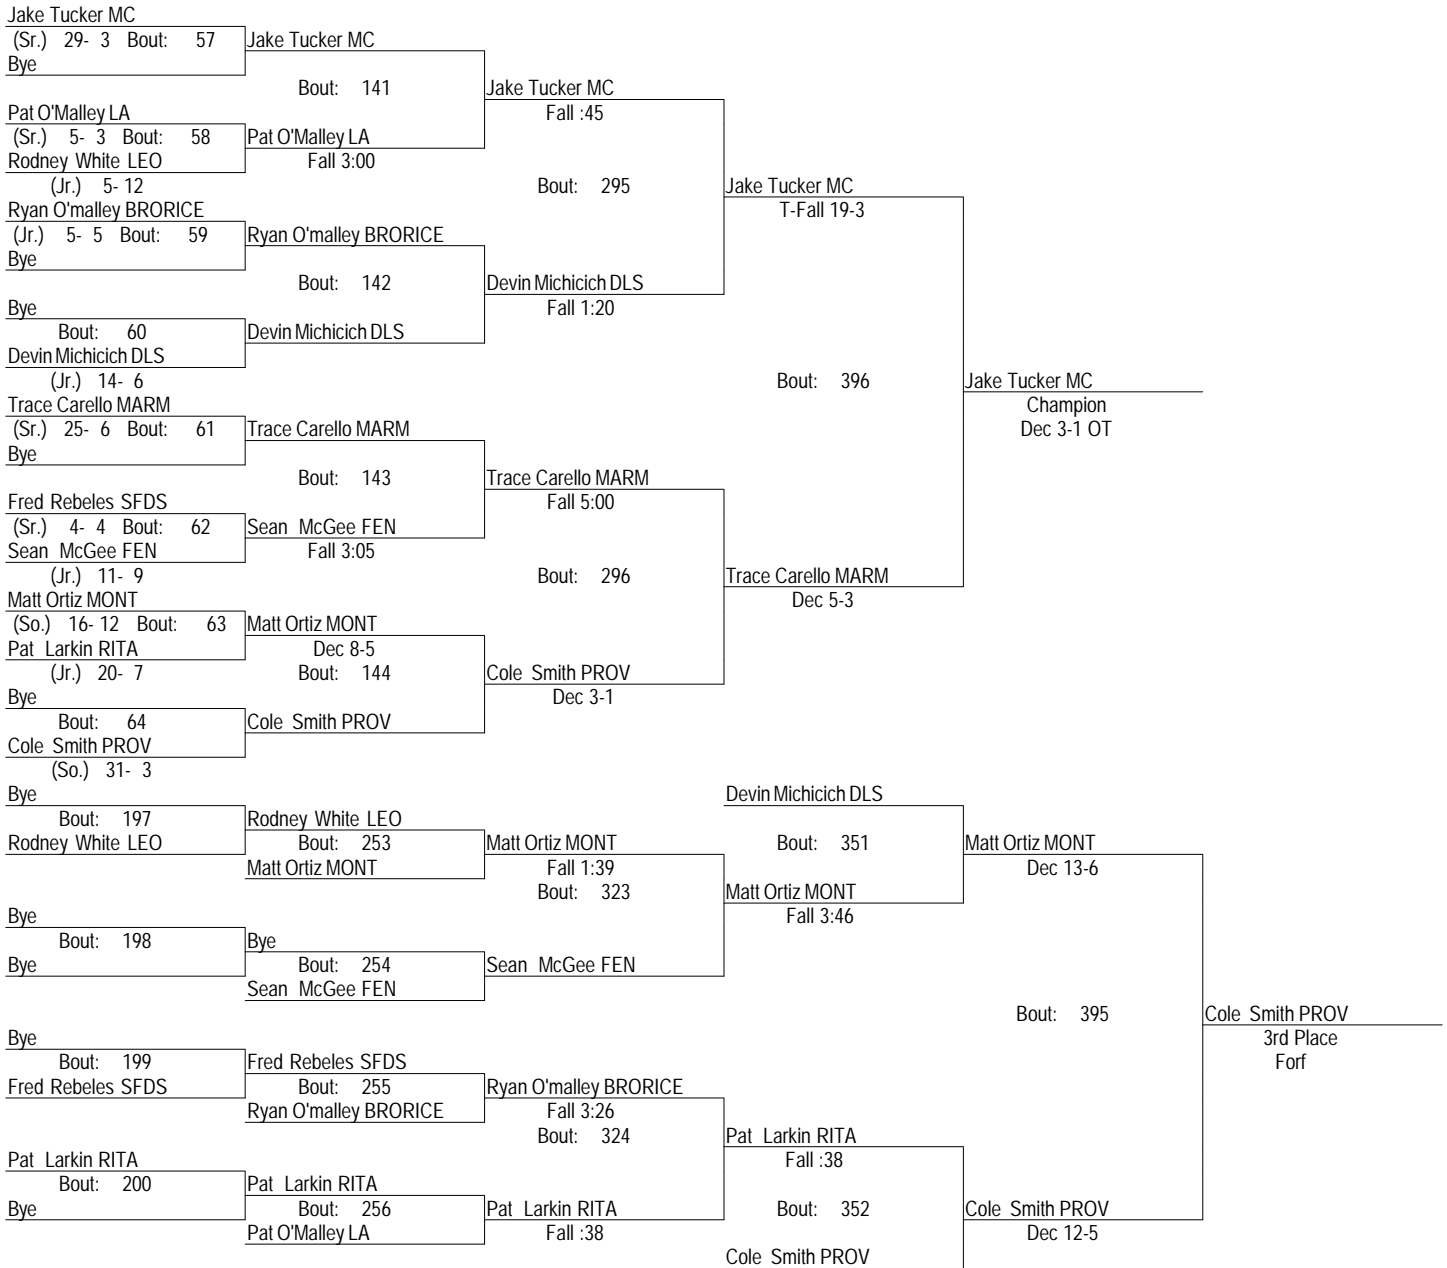 Jake Tucker MC
(Sr.) 29- 3 Bout: 57
Bye
Jake Tucker MC
Bout: 141
Pat O'Malley LA
(Sr.) 5- 3 Bout: 58
Rodney White LEO
(Jr.) 5- 12
Pat O'Malley LA
Fall 3:00
Jake Tucker MC
Fall :45
Bout: 295
Ryan O'malley BRORICE
(Jr.) 5- 5 Bout: 59
Bye
Ryan O'malley BRORICE
Bout: 142
Bye
Bout: 60
Devin Michicich DLS
(Jr.) 14- 6
Devin Michicich DLS
Devin Michicich DLS
Fall 1:20
Jake Tucker MC
T-Fall 19-3
Bout: 396
Jake Tucker MC
Champion
Dec 3-1 OT
Trace Carello MARM
(Sr.) 25- 6 Bout: 61
Bye
Trace Carello MARM
Bout: 143
Fred Rebeles SFDS
(Sr.) 4- 4 Bout: 62
Sean McGee FEN
(Jr.) 11- 9
Sean McGee FEN
Fall 3:05
Trace Carello MARM
Fall 5:00
Bout: 296
Trace Carello MARM
Dec 5-3
Matt Ortiz MONT
(So.) 16- 12 Bout: 63
Pat Larkin RITA
(Jr.) 20- 7
Matt Ortiz MONT
Dec 8-5
Bout: 144
Bye
Bout: 64
Cole Smith PROV
(So.) 31- 3
Cole Smith PROV
Cole Smith PROV
Dec 3-1
Bye
Bout: 197
Rodney White LEO
Rodney White LEO
Bout: 253
Matt Ortiz MONT
Matt Ortiz MONT
Fall 1:39
Bout: 323
Bye
Bout: 198
Bye
Bye
Bout: 254
Sean McGee FEN
Sean McGee FEN
Devin Michicich DLS
Bout: 351
Matt Ortiz MONT
Fall 3:46
Matt Ortiz MONT
Dec 13-6
Bout: 395
Cole Smith PROV
3rd Place
Forf
Bye
Bout: 199
Fred Rebeles SFDS
Fred Rebeles SFDS
Bout: 255
Ryan O'malley BRORICE
Ryan O'malley BRORICE
Fall 3:26
Bout: 324
Pat Larkin RITA
Bout: 200
Bye
Pat Larkin RITA
Bout: 256
Pat O'Malley LA
Pat Larkin RITA
Fall :38
Pat Larkin RITA
Fall :38
Bout: 352
Cole Smith PROV
Cole Smith PROV
Dec 12-5